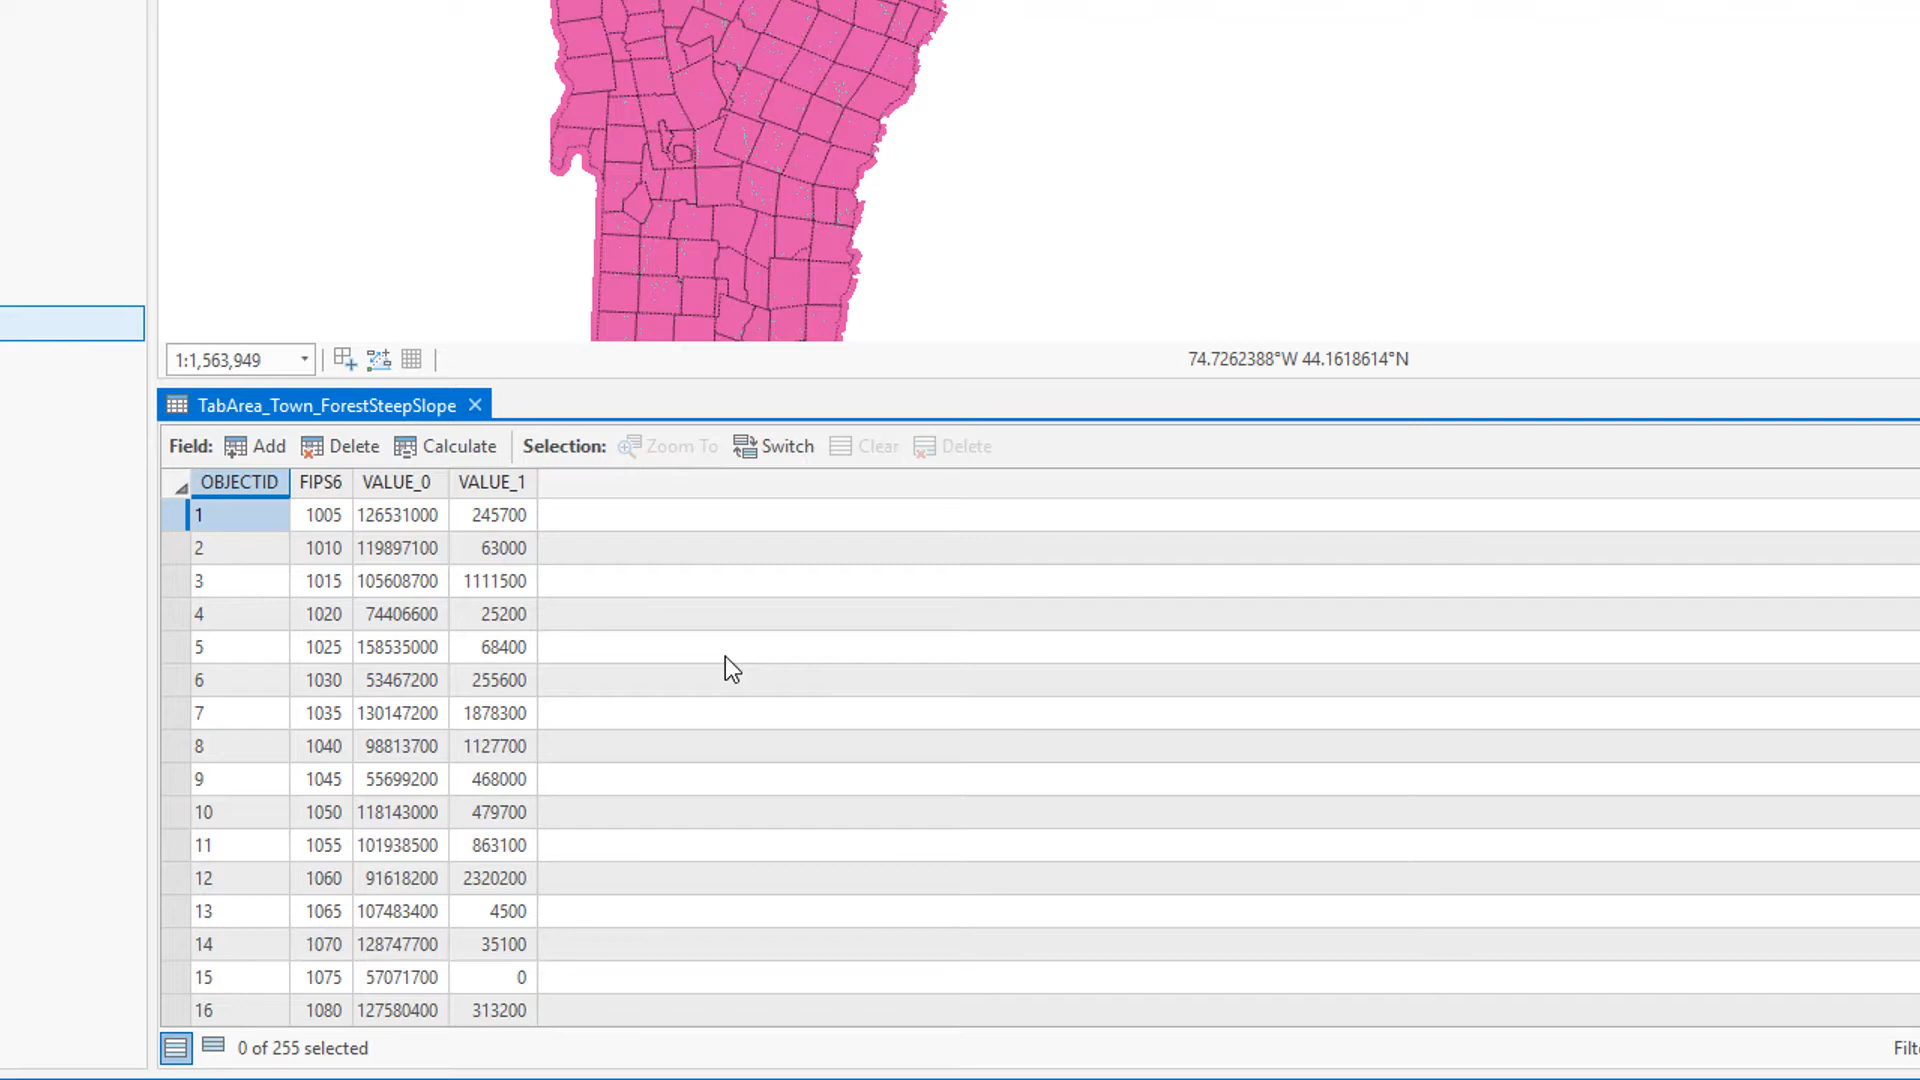 1:1,563,949
74.7262388°W 44.1618614°N
TabArea_Town_ForestSteepSlope
Field: Add Delete Calculate Selection: Zoom To Switch Clear Delete
OBJECTID FIPS6 VALUE_0 VALUE_1
1 1005 126531000 245700
2 1010 119897100 63000
3 1015 105608700 1111500
4 1020 74406600 25200
5 1025 158535000 68400
6 1030 53467200 255600
7 1035 130147200 1878300
8 1040 98813700 1127700
9 1045 55699200 468000
10 1050 118143000 479700
11 1055 101938500 863100
12 1060 91618200 2320200
13 1065 107483400 4500
14 1070 128747700 35100
15 1075 57071700 0
16 1080 127580400 313200
0 of 255 selected